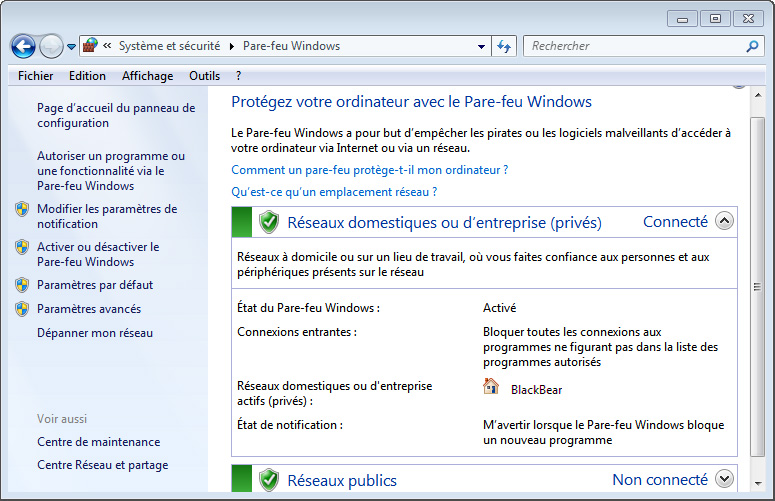 « Système et sécurité Pare-feu Windows Rechercher
Fichier Edition Affichage Outils ?
Page d'accueil du panneau de
configuration
Autoriser un programme ou
une fonctionnalité via le
Pare-feu Windows
Modifier les paramètres de
notification
Activer ou désactiver le
Pare-feu Windows
Paramètres par défaut
Paramètres avancés
Dépanner mon réseau
Voir aussi
Centre de maintenance
Centre Réseau et partage
Protégez votre ordinateur avec le Pare-feu Windows
Le Pare-feu Windows a pour but d'empêcher les pirates ou les logiciels malveillants d'accéder à
votre ordinateur via Internet ou via un réseau.
Comment un pare-feu protège-t-il mon ordinateur ?
Qu'est-ce qu'un emplacement réseau ?
Réseaux domestiques ou d'entreprise (privés) Connecté
Réseaux à domicile ou sur un lieu de travail, où vous faites confiance aux personnes et aux
périphériques présents sur le réseau
État du Pare-feu Windows : Activé
Connexions entrantes : Bloquer toutes les connexions aux
programmes ne figurant pas dans la liste des
programmes autorisés
Réseaux domestiques ou d'entreprise
actifs (privés) : BlackBear
État de notification : M'avertir lorsque le Pare-feu Windows bloque
un nouveau programme
Réseaux publics Non connecté